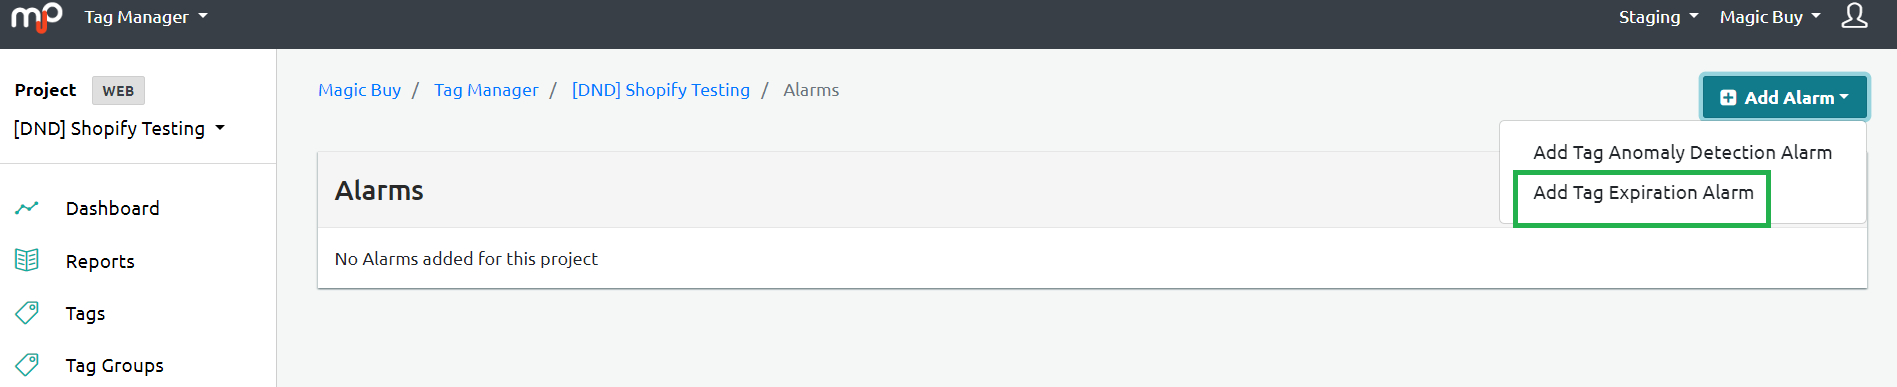 mp Tag Manager Staging Magic Buy
Project WEB
[DND] Shopify Testing
Dashboard
Reports
Tags
Tag Groups
Magic Buy / Tag Manager / [DND] Shopify Testing / Alarms
Add Alarm
Add Tag Anomaly Detection Alarm
Add Tag Expiration Alarm
Alarms
No Alarms added for this project